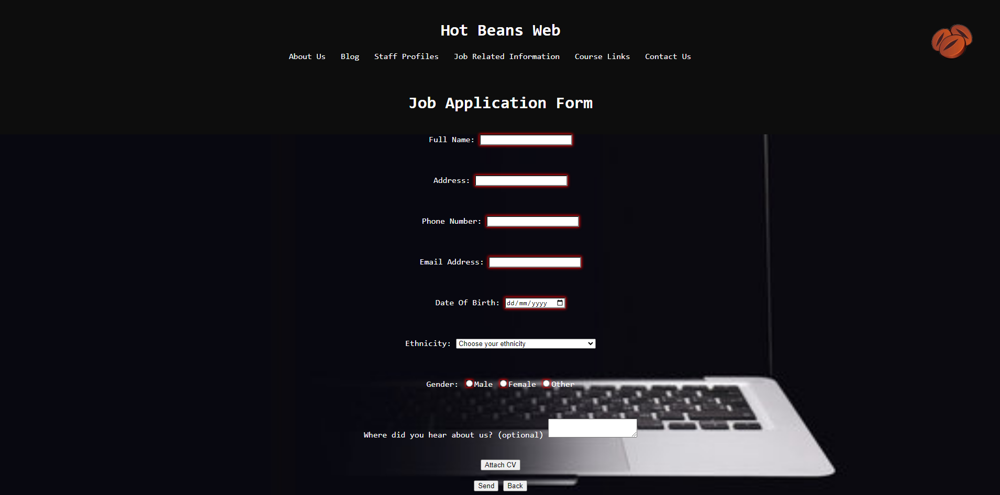 Hot Beans Web
About Us Blog Staff Profiles Job Related Information Course Links Contact Us
Job Application Form
Full Name:
Address:
Phone Number:
Email Address:
Date Of Birth: dd/mm/yyyy
Ethnicity: Choose your ethnicity
Gender: Male Female Other
Where did you hear about us? (optional)
Attach CV
Send Back